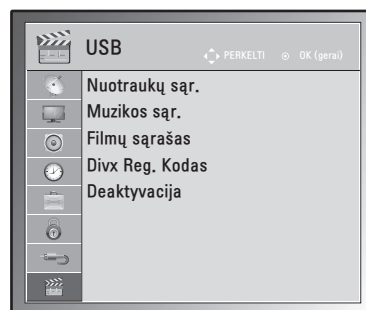 USB
PERKELTI OK (gerai)
Nuotraukų sąr.
Muzikos sąr.
Filmų sąrašas
Divx Reg. Kodas
Deaktyvacija